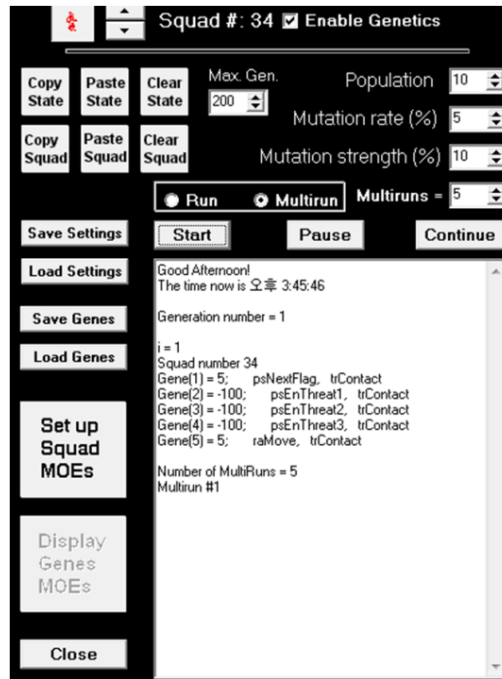 Squad #: 34 Enable Genetics
Copy State
Paste State
Clear State
Max. Gen.
200
Population 10
Mutation rate (%) 5
Copy Squad
Paste Squad
Clear Squad
Mutation strength (%) 10
Run Multirun Multiruns = 5
Save Settings
Start
Pause
Continue
Load Settings
Save Genes
Load Genes
Set up
Squad
MOEs
Display
Genes
MOEs
Close
Good Afternoon!
The time now is 오후 3:45:46
Generation number = 1
i = 1
Squad number 34
Gene(1) = 5; psNextFlag, trContact
Gene(2) = -100; psEnThreat1, trContact
Gene(3) = -100; psEnThreat2, trContact
Gene(4) = -100; psEnThreat3, trContact
Gene(5) = 5; raMove, trContact
Number of MultiRuns = 5
Multirun #1